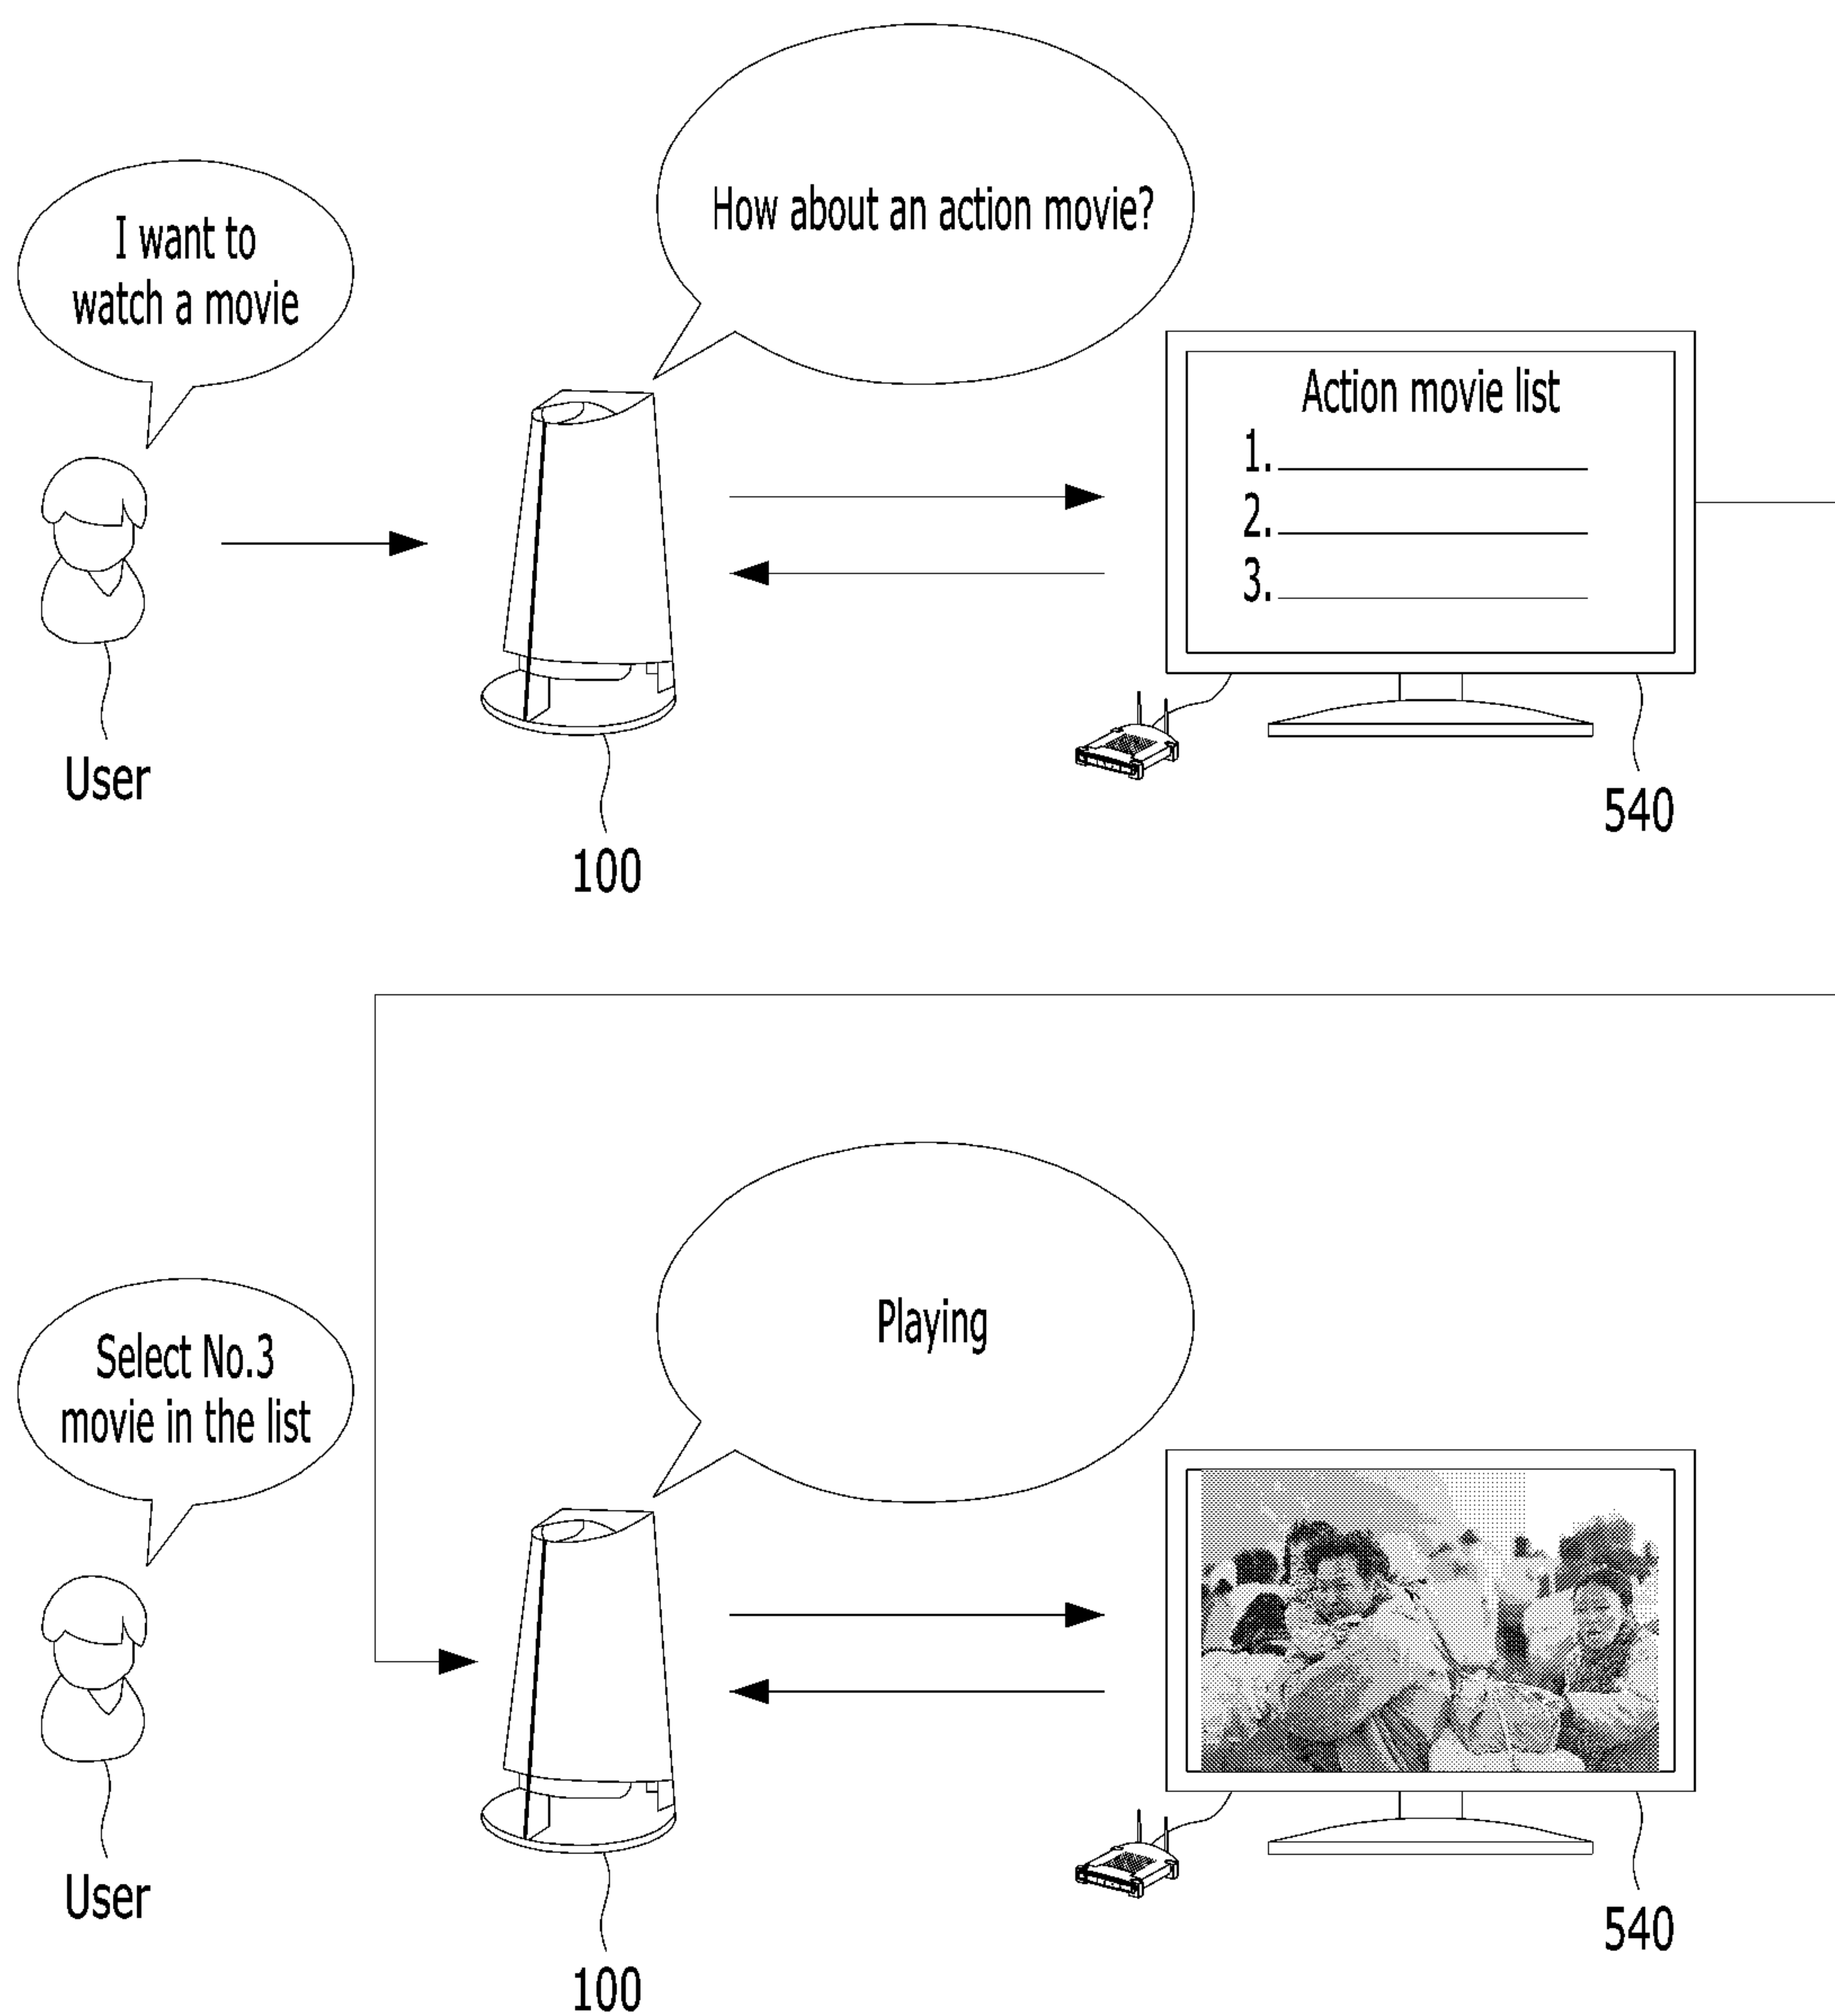 I want to
watch a movie
How about an action movie?
Action movie list
1.
2.
3.
User
100
540
Select No.3
movie in the list
Playing
User
100
540